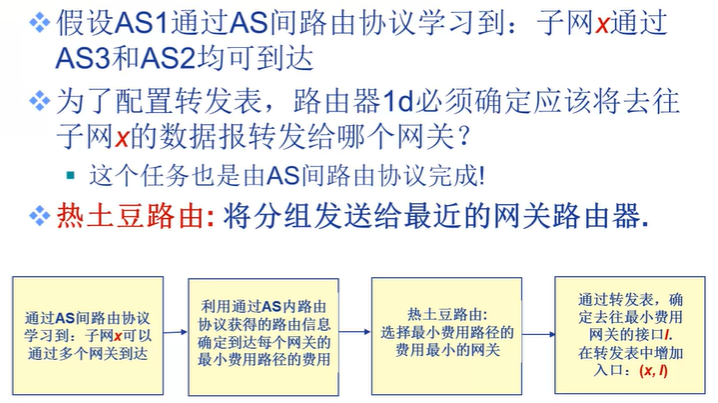 假设AS1通过AS间路由协议学习到：子网x通过
AS3和AS2均可到达
为了配置转发表，路由器1d必须确定应该将去往
子网x的数据报转发给哪个网关？
这个任务也是由AS间路由协议完成!
热土豆路由: 将分组发送给最近的网关路由器.
通过AS间路由协议
学习到：子网x可以
通过多个网关到达
利用通过AS内路由
协议获得的路由信息
确定到达每个网关的
最小费用路径的费用
热土豆路由:
选择最小费用路径的
费用最小的网关
通过转发表，确
定去往最小费用
网关的接口I.
在转发表中增加
入口：(x, I)